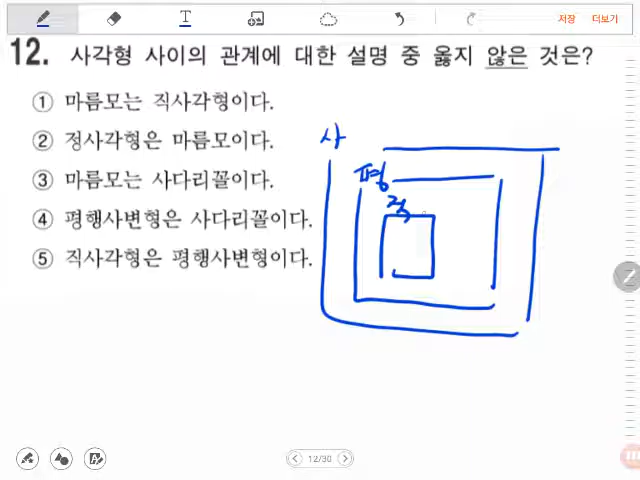 저장 더보기
12. 사각형 사이의 관계에 대한 설명 중 옳지 않은 것은?
① 마름모는 직사각형이다.
② 정사각형은 마름모이다.
③ 마름모는 사다리꼴이다.
④ 평행사변형은 사다리꼴이다.
⑤ 직사각형은 평행사변형이다.
사
평
직
12/30